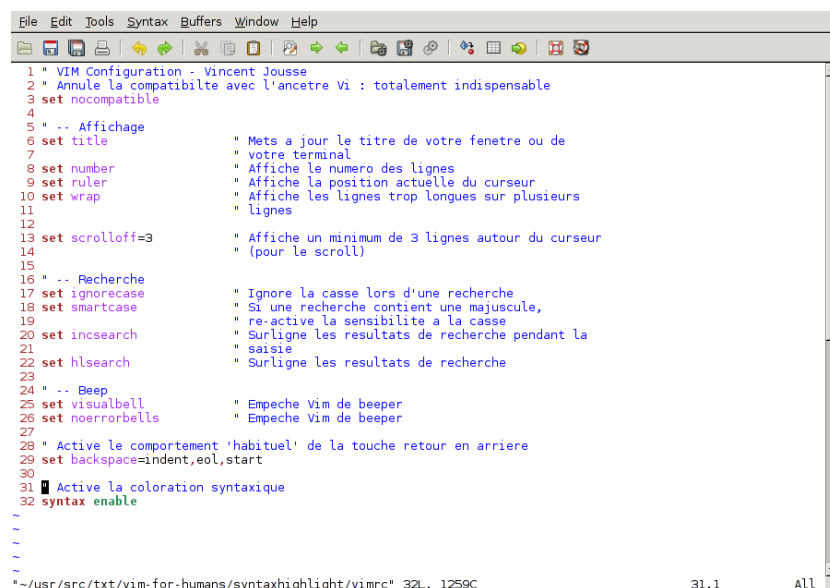 File Edit Tools Syntax Buffers Window Help
1 " VIM Configuration - Vincent Jousse
2 " Annule la compatibilte avec l'ancetre Vi : totalement indispensable
3 set nocompatible
4
5 " -- Affichage
6 set title " Mets a jour le titre de votre fenetre ou de
7 " votre terminal
8 set number " Affiche le numero des lignes
9 set ruler " Affiche la position actuelle du curseur
10 set wrap " Affiche les lignes trop longues sur plusieurs
11 " lignes
12
13 set scrolloff=3 " Affiche un minimum de 3 lignes autour du curseur
14 " (pour le scroll)
15
16 " -- Recherche
17 set ignorecase " Ignore la casse lors d'une recherche
18 set smartcase " Si une recherche contient une majuscule,
19 " re-active la sensibilite a la casse
20 set incsearch " Surligne les resultats de recherche pendant la
21 " saisie
22 set hlsearch " Surligne les resultats de recherche
23
24 " -- Beep
25 set visualbell " Empeche Vim de beeper
26 set noerrorbells " Empeche Vim de beeper
27
28 " Active le comportement 'habituel' de la touche retour en arriere
29 set backspace=indent,eol,start
30
31 " Active la coloration syntaxique
32 syntax enable
~
~
~
~
~
"~/usr/src/txt/vim-for-humans/syntaxhighlight/vimrc" 32L, 1259C 31,1 All